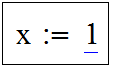 x := 1